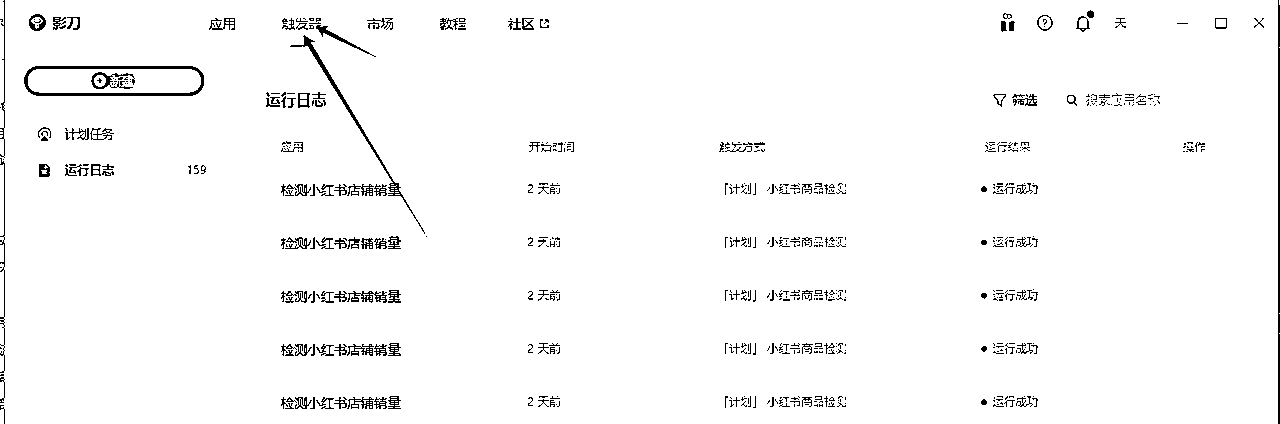 影刀 应用 触发器 市场 教程 社区 天
新建
运行日志 筛选 搜索应用名称
计划任务
运行日志 159
应用 开始时间 触发方式 运行结果 操作
检测小红书店铺销量 2 天前 「计划」 小红书商品检测 运行成功
检测小红书店铺销量 2 天前 「计划」 小红书商品检测 运行成功
检测小红书店铺销量 2 天前 「计划」 小红书商品检测 运行成功
检测小红书店铺销量 2 天前 「计划」 小红书商品检测 运行成功
检测小红书店铺销量 2 天前 「计划」 小红书商品检测 运行成功